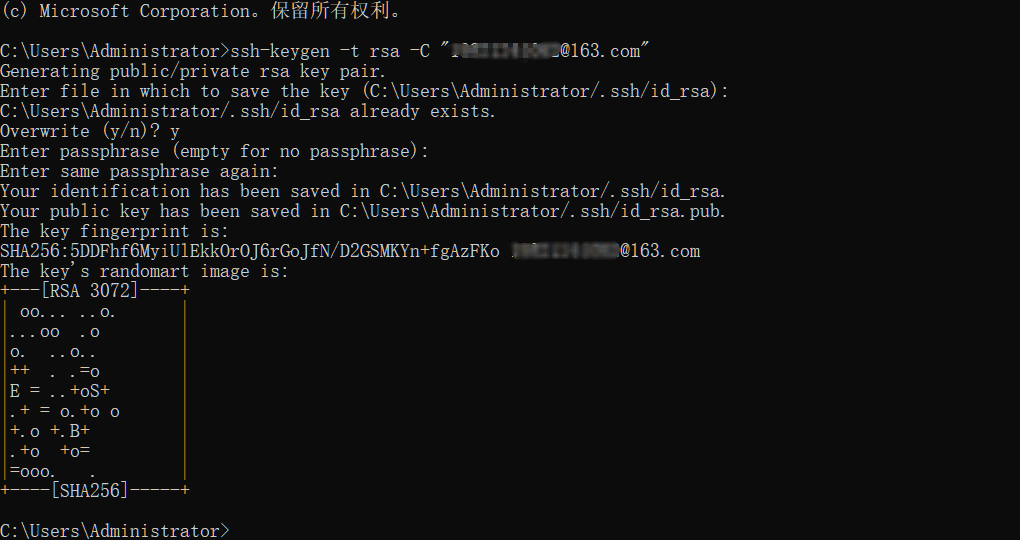 (c) Microsoft Corporation。保留所有权利。
C:\Users\Administrator>ssh-keygen -t rsa -C "@163.com"
Generating public/private rsa key pair.
Enter file in which to save the key (C:\Users\Administrator/.ssh/id_rsa):
C:\Users\Administrator/.ssh/id_rsa already exists.
Overwrite (y/n)? y
Enter passphrase (empty for no passphrase):
Enter same passphrase again:
Your identification has been saved in C:\Users\Administrator/.ssh/id_rsa.
Your public key has been saved in C:\Users\Administrator/.ssh/id_rsa.pub.
The key fingerprint is:
SHA256:5DDFhf6MyiUlEkkOrOJ6rGoJfN/D2GSMKYn+fgAzFKo @163.com
The key's randomart image is:
+---[RSA 3072]----+
| oo... ..o.      |
|...oo  .o        |
|o.  ..o..        |
|++  . .=o        |
|E = ..+oS+       |
|.+ = o.+o o      |
|+.o +.B+         |
|.+o  +o=         |
|=ooo.   .        |
+----[SHA256]-----+
C:\Users\Administrator>